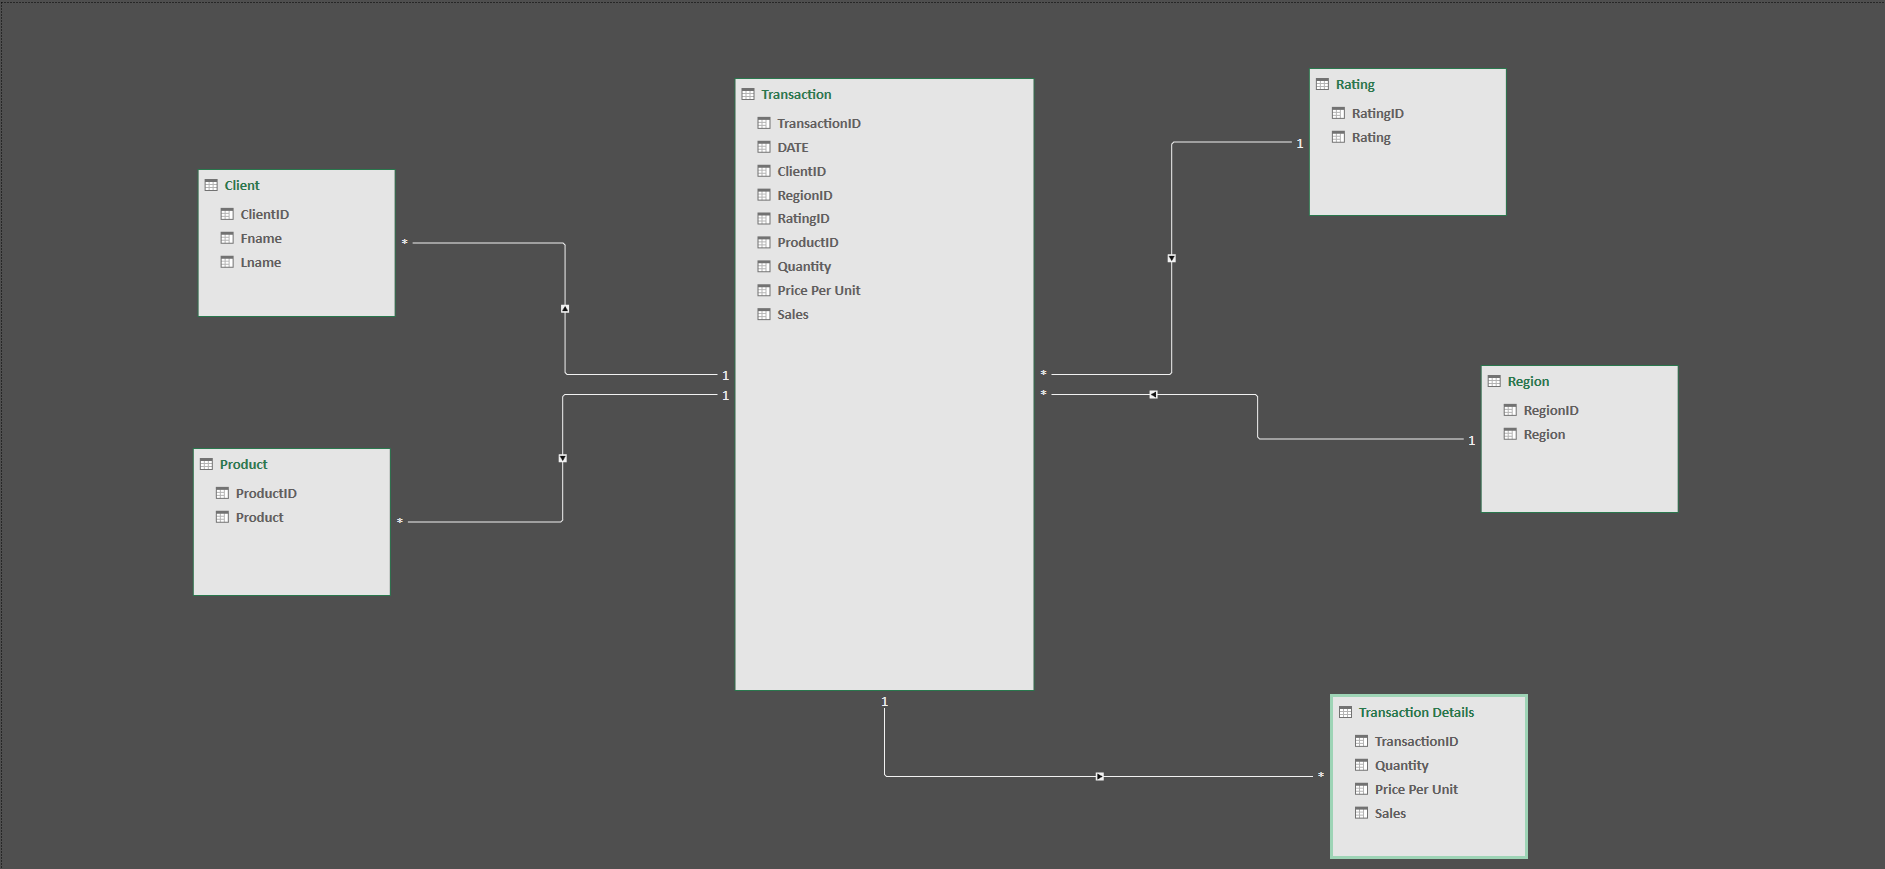 Transaction
TransactionID
DATE
ClientID
RegionID
RatingID
ProductID
Quantity
Price Per Unit
Sales
Rating
RatingID
Rating
Client
ClientID
Fname
Lname
*
1
1
1
*
*
Region
RegionID
Region
1
Product
ProductID
Product
*
1
*
Transaction Details
TransactionID
Quantity
Price Per Unit
Sales